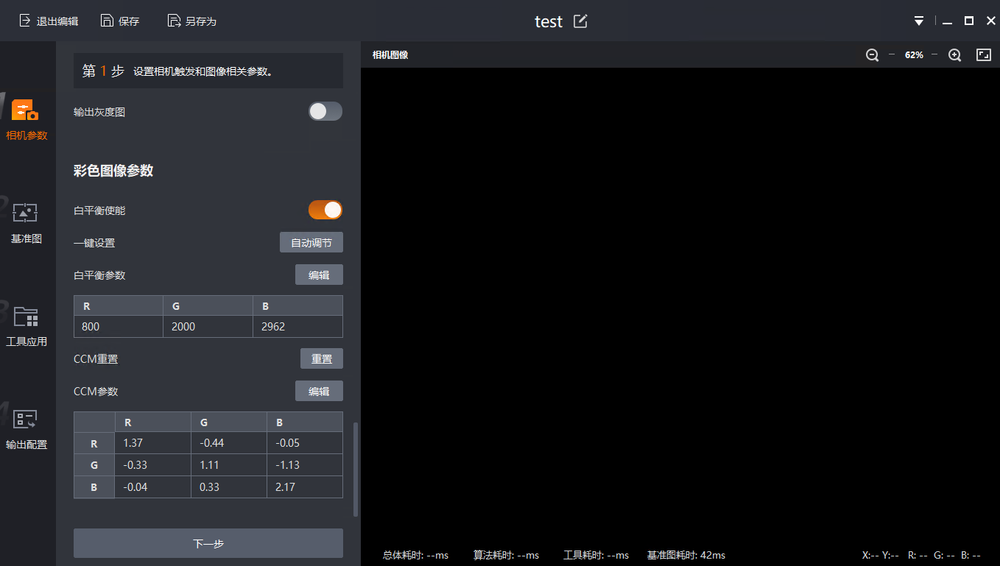 退出编辑 保存 另存为 test
第 1 步 设置相机触发和图像相关参数。
相机图像 62%
输出灰度图
1
相机参数
彩色图像参数
白平衡使能
2
基准图
一键设置 自动调节
白平衡参数 编辑
R G B
800 2000 2962
3
工具应用
CCM重置 重置
CCM参数 编辑
R G B
R 1.37 -0.44 -0.05
G -0.33 1.11 -1.13
B -0.04 0.33 2.17
4
输出配置
下一步
总体耗时: --ms 算法耗时: --ms 工具耗时: --ms 基准图耗时: 42ms X:-- Y:-- R: -- G: -- B: --